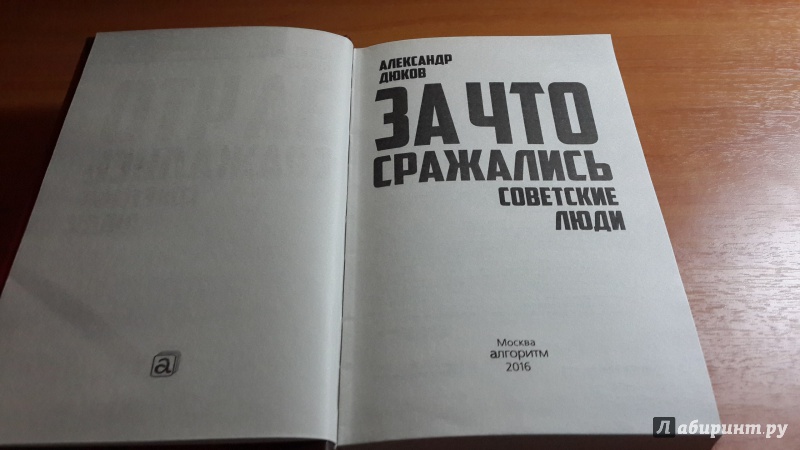 АЛЕКСАНДР
ДЮКОВ
ЗА ЧТО
СРАЖАЛИСЬ
СОВЕТСКИЕ
ЛЮДИ
Москва
алгоритм
2016
а
Лабиринт.ру